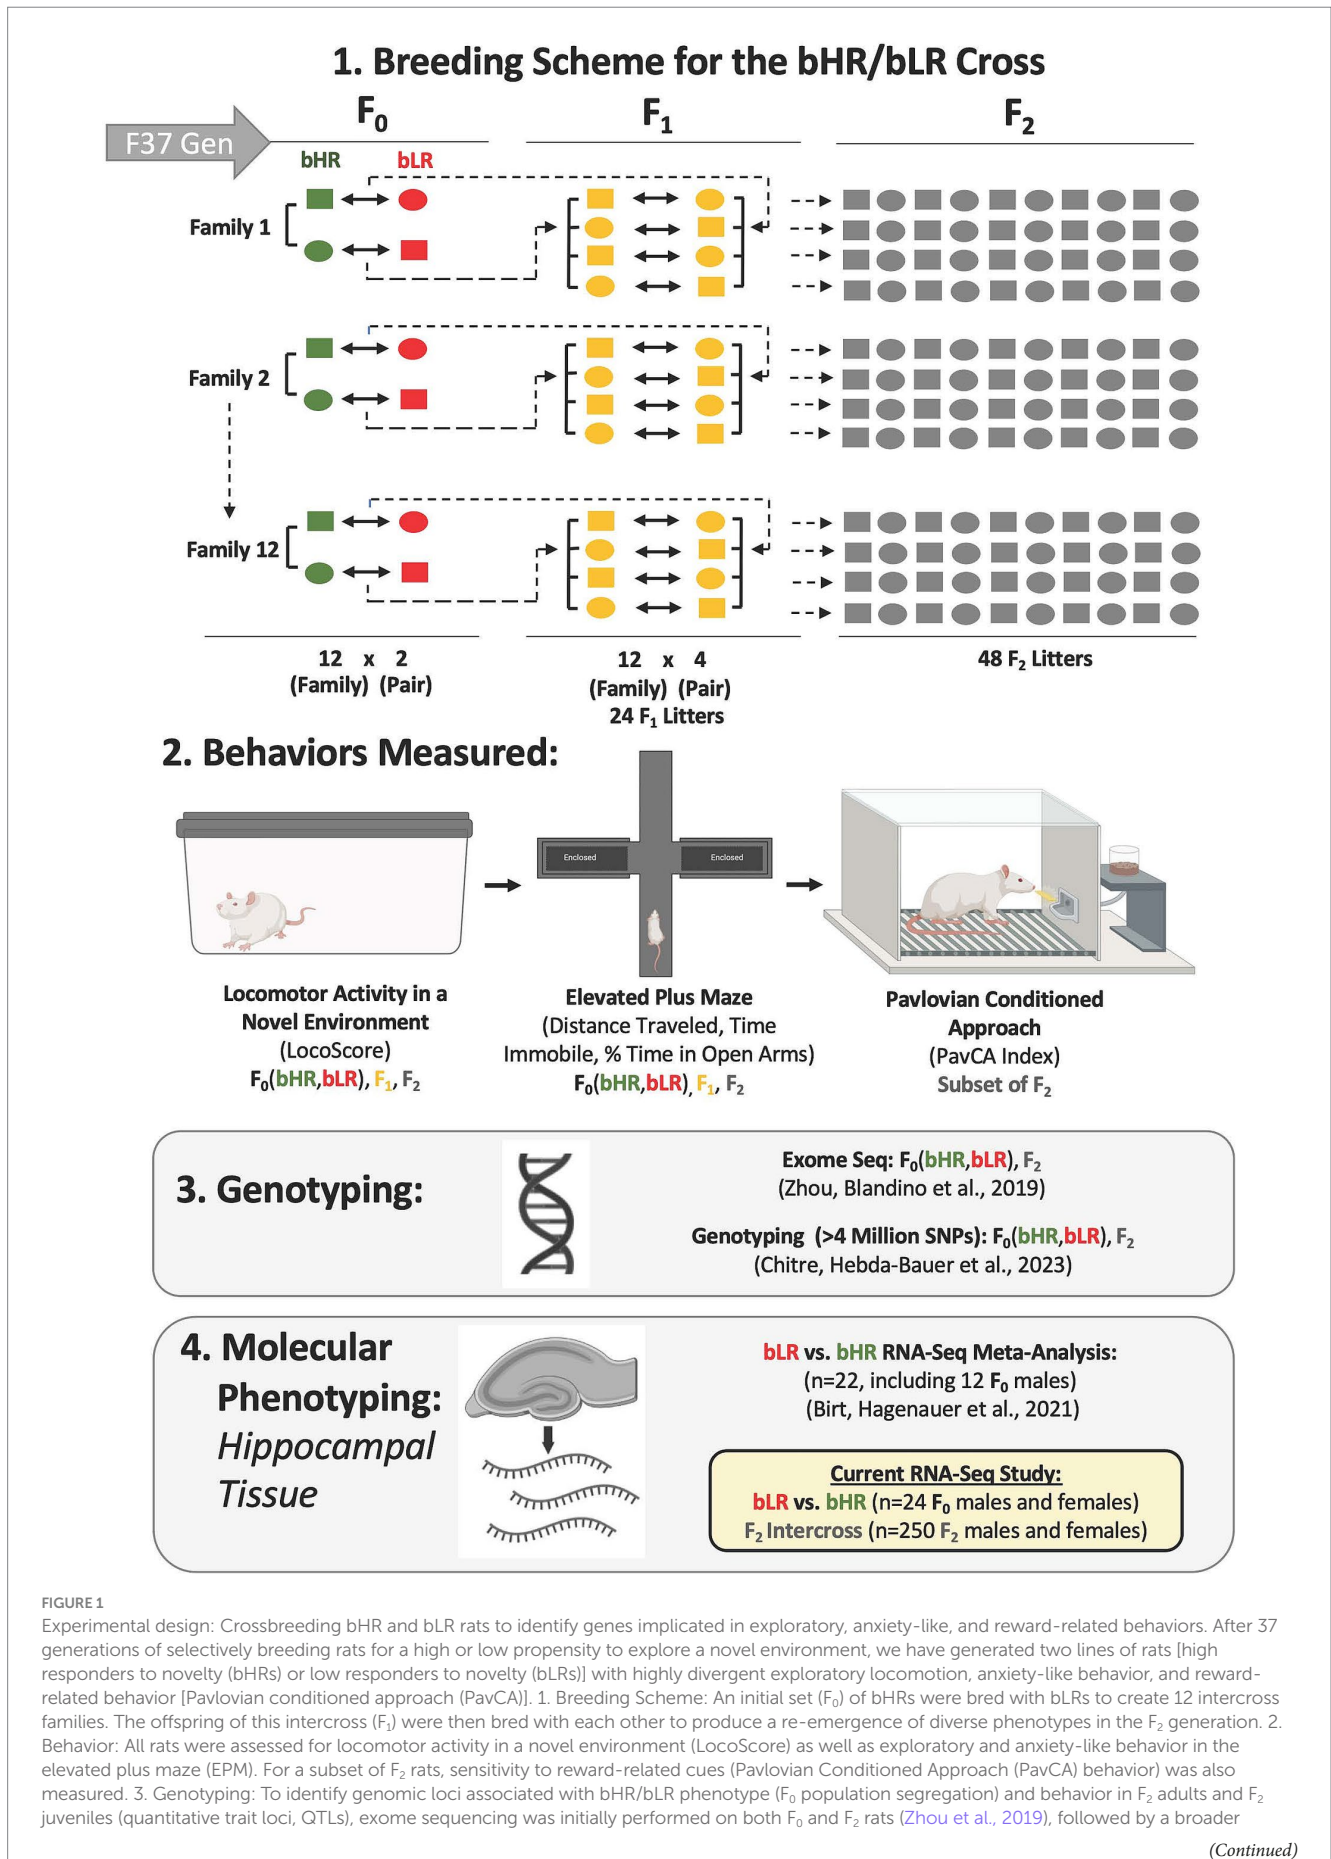 1. Breeding Scheme for the bHR/bLR Cross
F37 Gen
F0
F1
F2
bHR
bLR
Family 1
Family 2
Family 12
12 x 2
(Family) (Pair)
12 x 4
(Family) (Pair)
24 F1 Litters
48 F2 Litters
2. Behaviors Measured:
Enclosed
Enclosed
Locomotor Activity in a
Novel Environment
(LocoScore)
F0(bHR,bLR), F1, F2
Elevated Plus Maze
(Distance Traveled, Time
Immobile, % Time in Open Arms)
F0(bHR,bLR), F1, F2
Pavlovian Conditioned
Approach
(PavCA Index)
Subset of F2
3. Genotyping:
Exome Seq: F0(bHR,bLR), F2
(Zhou, Blandino et al., 2019)
Genotyping (>4 Million SNPs): F0(bHR,bLR), F2
(Chitre, Hebda-Bauer et al., 2023)
4. Molecular
Phenotyping:
Hippocampal
Tissue
bLR vs. bHR RNA-Seq Meta-Analysis:
(n=22, including 12 F0 males)
(Birt, Hagenauer et al., 2021)
Current RNA-Seq Study:
bLR vs. bHR (n=24 F0 males and females)
F2 Intercross (n=250 F2 males and females)
FIGURE 1
Experimental design: Crossbreeding bHR and bLR rats to identify genes implicated in exploratory, anxiety-like, and reward-related behaviors. After 37
generations of selectively breeding rats for a high or low propensity to explore a novel environment, we have generated two lines of rats [high
responders to novelty (bHRs) or low responders to novelty (bLRs)] with highly divergent exploratory locomotion, anxiety-like behavior, and reward-
related behavior [Pavlovian conditioned approach (PavCA)]. 1. Breeding Scheme: An initial set (F0) of bHRs were bred with bLRs to create 12 intercross
families. The offspring of this intercross (F1) were then bred with each other to produce a re-emergence of diverse phenotypes in the F2 generation. 2.
Behavior: All rats were assessed for locomotor activity in a novel environment (LocoScore) as well as exploratory and anxiety-like behavior in the
elevated plus maze (EPM). For a subset of F2 rats, sensitivity to reward-related cues (Pavlovian Conditioned Approach (PavCA) behavior) was also
measured. 3. Genotyping: To identify genomic loci associated with bHR/bLR phenotype (F0 population segregation) and behavior in F2 adults and F2
juveniles (quantitative trait loci, QTLs), exome sequencing was initially performed on both F0 and F2 rats (Zhou et al., 2019), followed by a broader
(Continued)